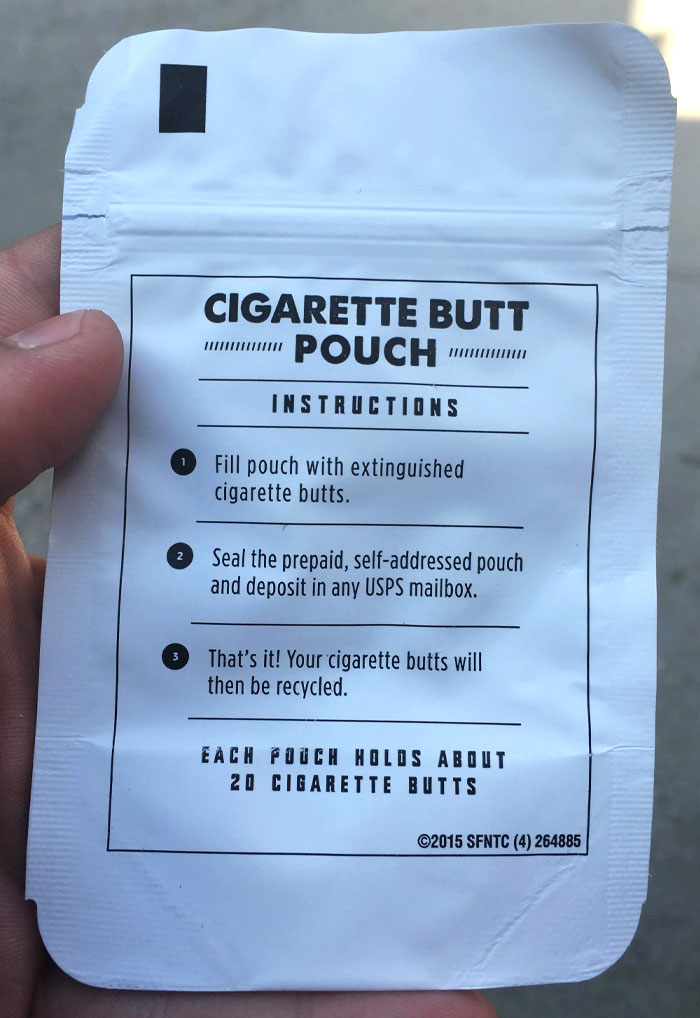 CIGARETTE BUTT
POUCH
INSTRUCTIONS
1 Fill pouch with extinguished
cigarette butts.
2 Seal the prepaid, self-addressed pouch
and deposit in any USPS mailbox.
3 That's it! Your cigarette butts will
then be recycled.
EACH POUCH HOLDS ABOUT
20 CIGARETTE BUTTS
©2015 SFNTC (4) 264885